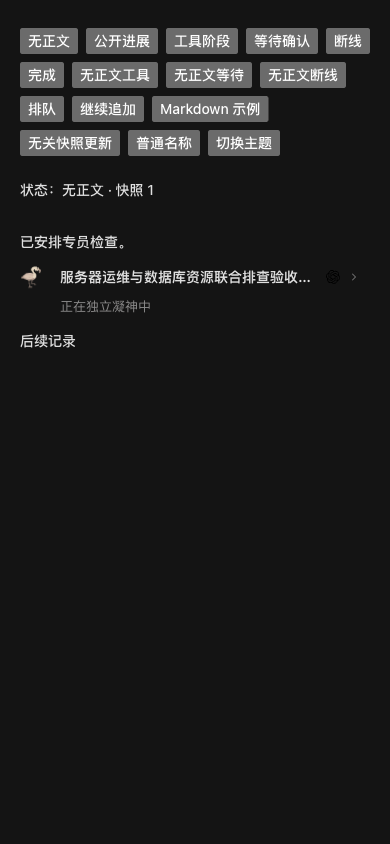 无正文 公开进展 工具阶段 等待确认 断线
完成 无正文工具 无正文等待 无正文断线
排队 继续追加 Markdown 示例
无关快照更新 普通名称 切换主题
状态：无正文 · 快照 1
已安排专员检查。
服务器运维与数据库资源联合排查验收...
正在独立凝神中
后续记录